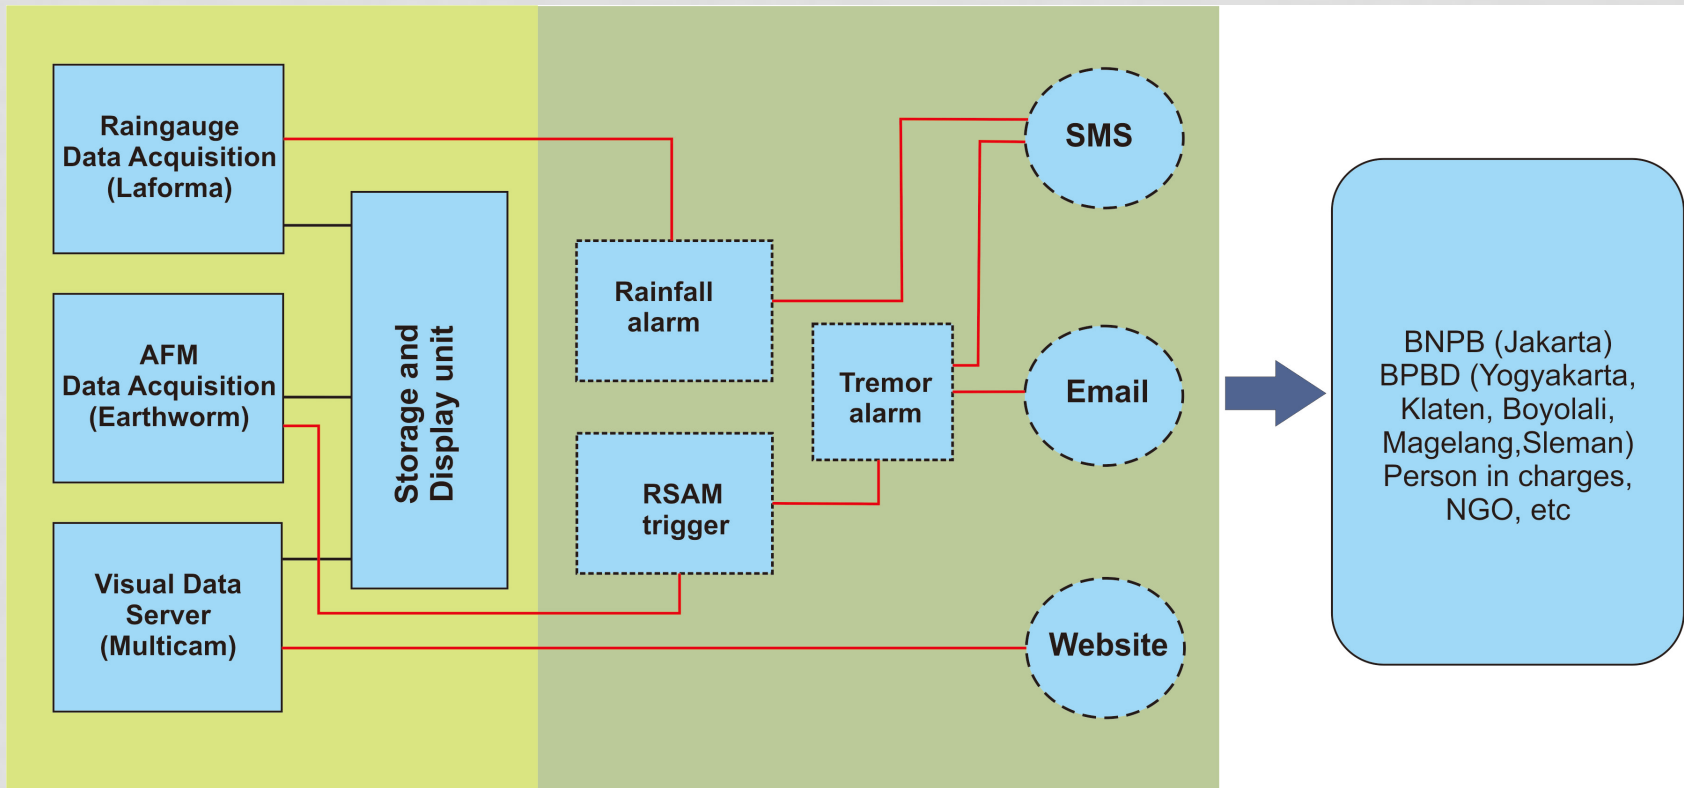 Raingauge
Data Acquisition
(Laforma)
AFM
Data Acquisition
(Earthworm)
Visual Data
Server
(Multicam)
Storage and
Display unit
Rainfall
alarm
RSAM
trigger
Tremor
alarm
SMS
Email
Website
BNPB (Jakarta)
BPBD (Yogyakarta,
Klaten, Boyolali,
Magelang,Sleman)
Person in charges,
NGO, etc